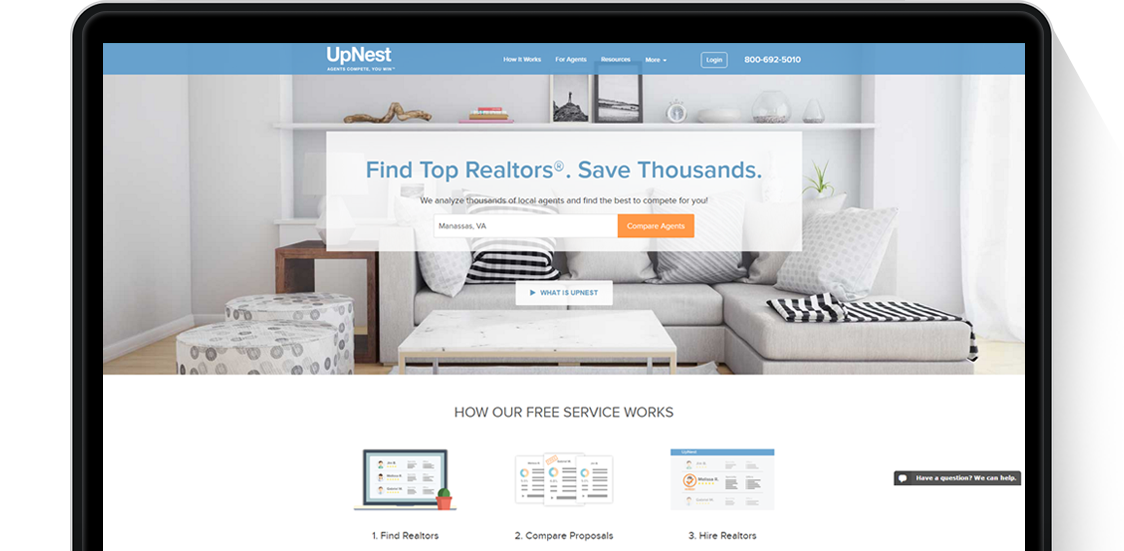 UpNest
AGENTS COMPETE, YOU WIN™
How It Works For Agents Resources More Login 800-692-5010
Find Top Realtors®. Save Thousands.
We analyze thousands of local agents and find the best to compete for you!
Manassas, VA Compare Agents
WHAT IS UPNEST
HOW OUR FREE SERVICE WORKS
UpNest
Have a question? We can help.
1. Find Realtors 2. Compare Proposals 3. Hire Realtors